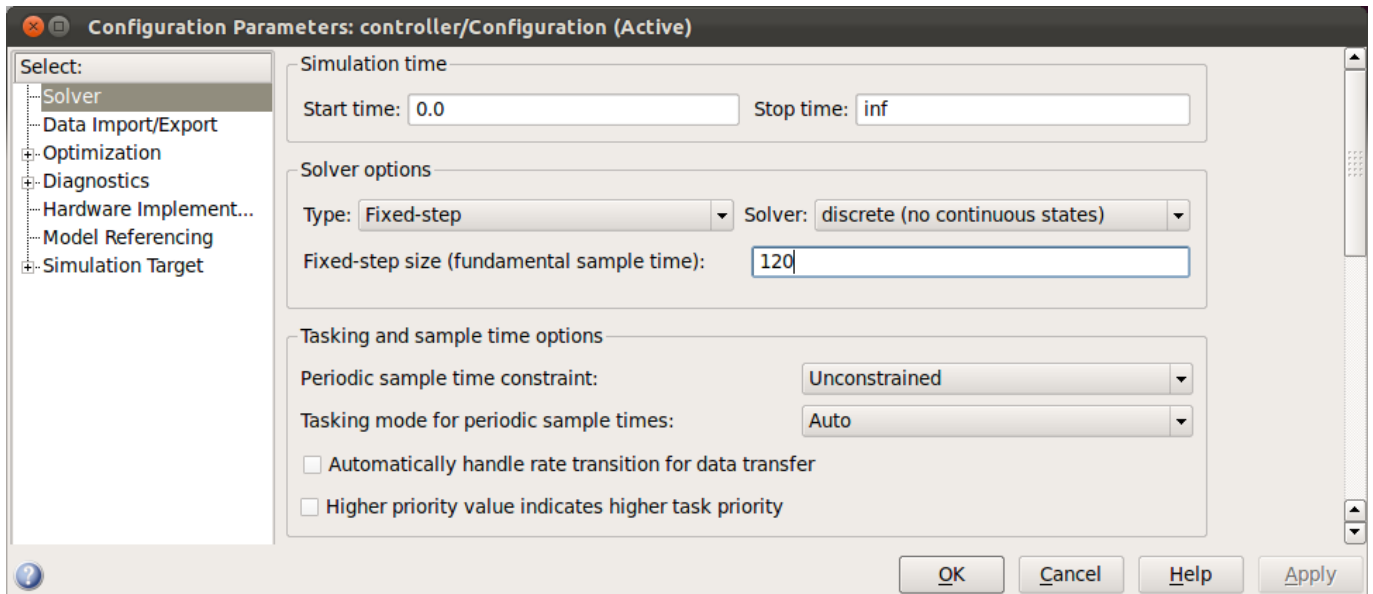 Configuration Parameters: controller/Configuration (Active)
Select:
Solver
Data Import/Export
Optimization
Diagnostics
Hardware Implement...
Model Referencing
Simulation Target
Simulation time
Start time: 0.0 Stop time: inf
Solver options
Type: Fixed-step Solver: discrete (no continuous states)
Fixed-step size (fundamental sample time): 120
Tasking and sample time options
Periodic sample time constraint: Unconstrained
Tasking mode for periodic sample times: Auto
Automatically handle rate transition for data transfer
Higher priority value indicates higher task priority
? OK Cancel Help Apply